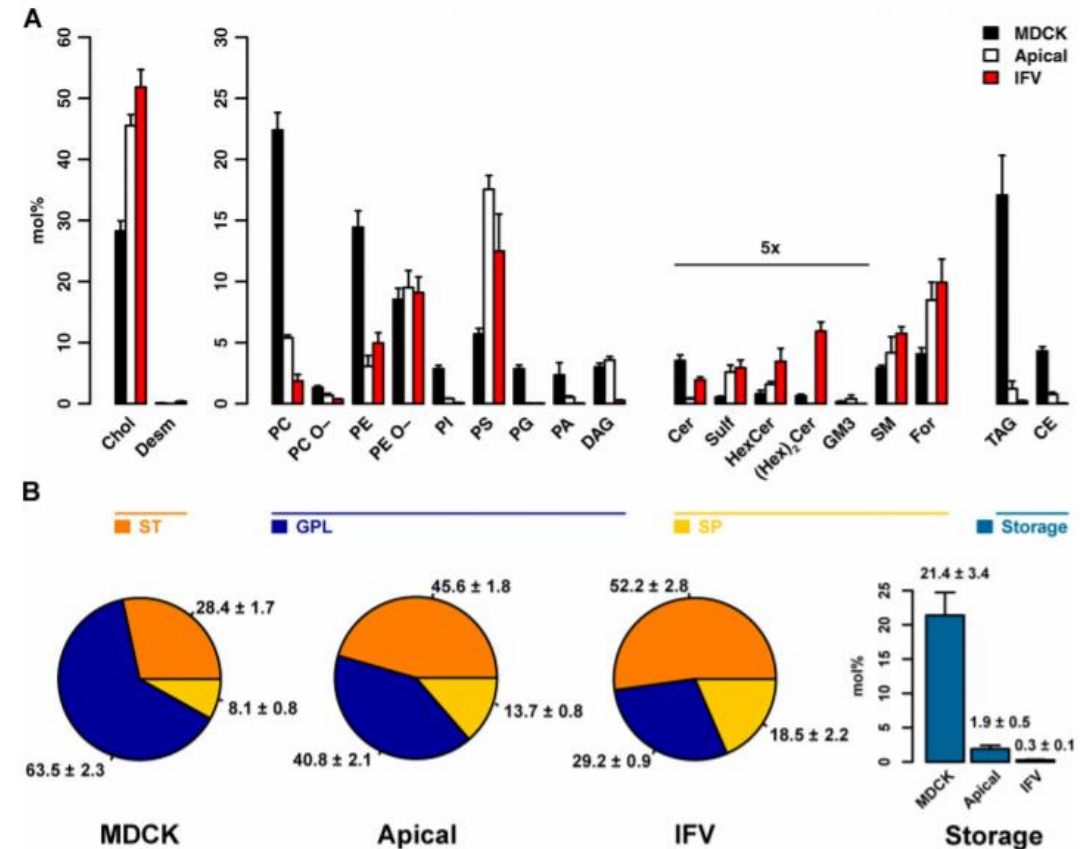 A
60
50
40
30
20
10
0
mol%
30
25
20
15
10
5
0
MDCK
Apical
IFV
5x
Chol
Desm
PC
PC O–
PE
PE O–
PI
PS
PG
PA
DAG
Cer
Sulf
HexCer
(Hex)₂Cer
GM3
SM
For
TAG
CE
B
ST
GPL
SP
Storage
28.4 ± 1.7
8.1 ± 0.8
63.5 ± 2.3
MDCK
45.6 ± 1.8
13.7 ± 0.8
40.8 ± 2.1
Apical
52.2 ± 2.8
18.5 ± 2.2
29.2 ± 0.9
IFV
21.4 ± 3.4
25
20
15
10
5
0
mol%
1.9 ± 0.5
0.3 ± 0.1
MDCK
Apical
IFV
Storage